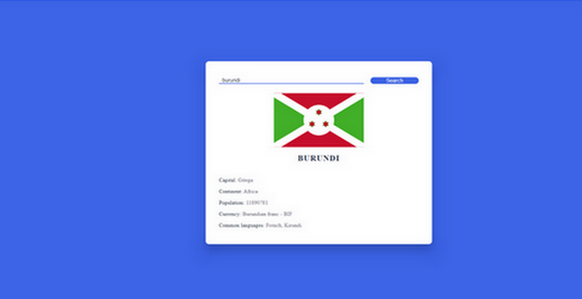 burundi
Search
BURUNDI
Capital: Gitega
Continent: Africa
Population: 11890781
Currency: Burundian franc - BIF
Common languages: French, Kirundi